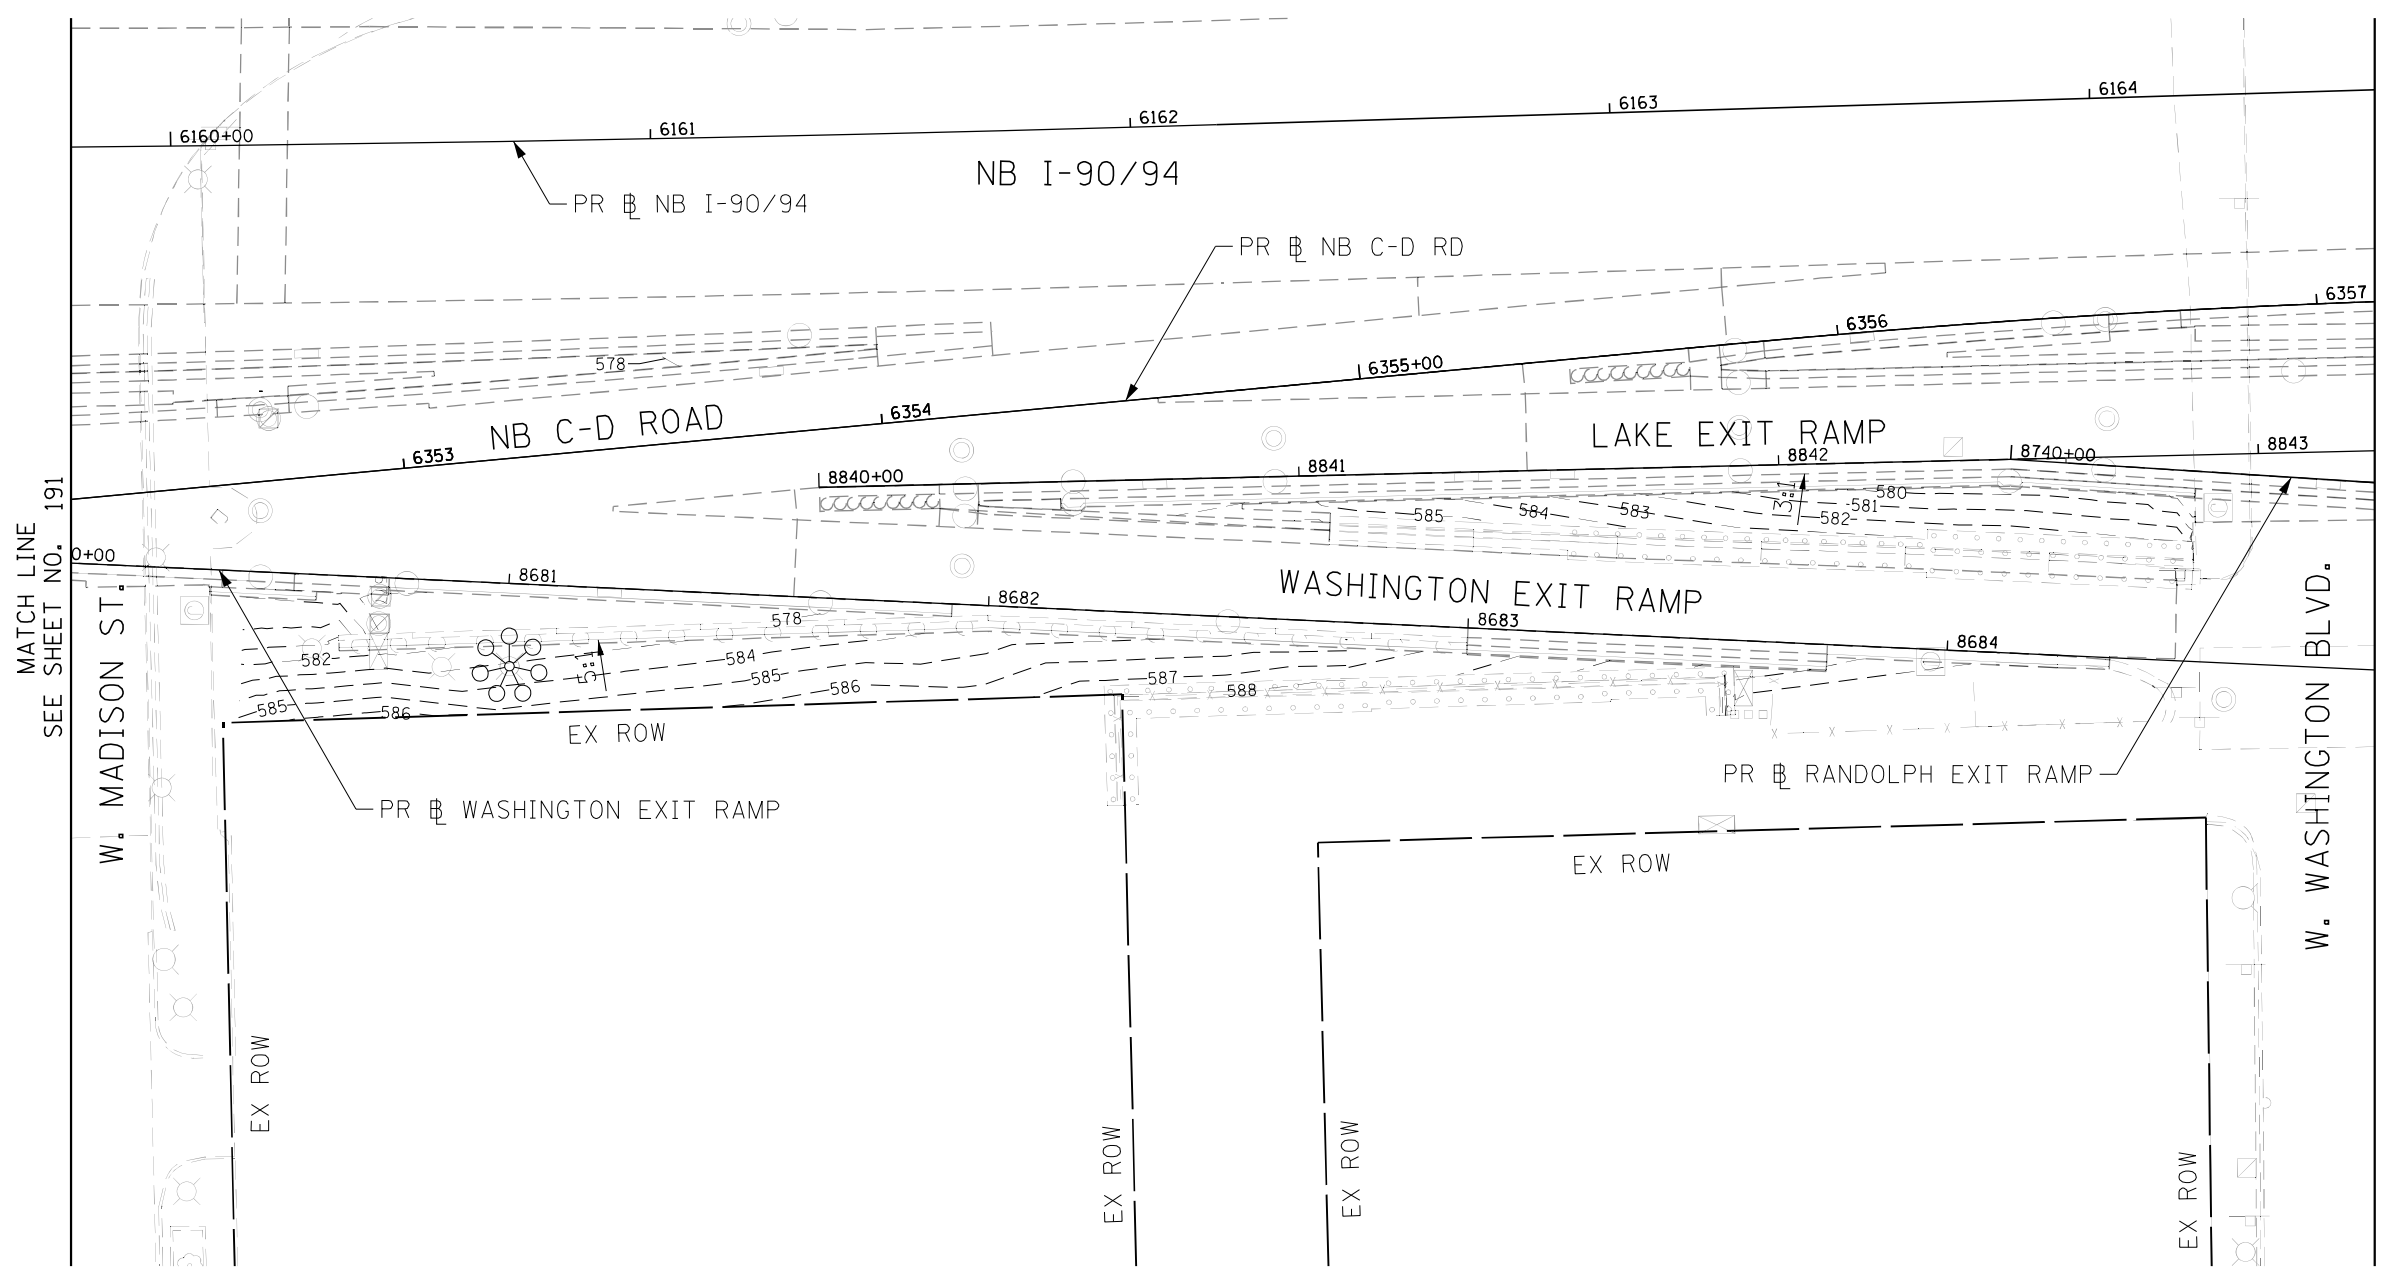 6160+00
6161
6162
6163
6164
NB I-90/94
PR ℄ NB I-90/94
PR ℄ NB C-D RD
6357
6356
578
6355+00
NB C-D ROAD
6354
6353
LAKE EXIT RAMP
8840+00
8841
8842
8740+00
8843
MATCH LINE
SEE SHEET NO. 191
3:1
580
581
582
583
584
585
0+00
8681
8682
8683
8684
WASHINGTON EXIT RAMP
W. MADISON ST.
W. WASHINGTON BLVD.
578
582
584
585
586
587
588
5:1
585
586
EX ROW
PR ℄ WASHINGTON EXIT RAMP
PR ℄ RANDOLPH EXIT RAMP
EX ROW
EX ROW
EX ROW
EX ROW
EX ROW